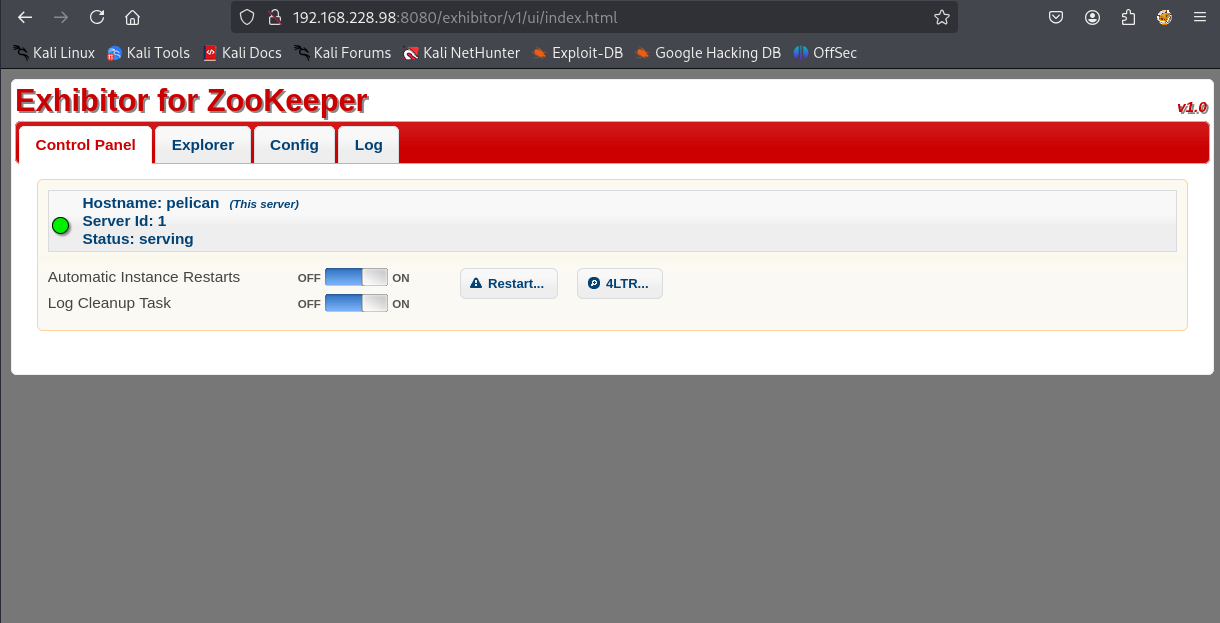 192.168.228.98:8080/exhibitor/v1/ui/index.html
Kali Linux Kali Tools Kali Docs Kali Forums Kali NetHunter Exploit-DB Google Hacking DB OffSec
Exhibitor for ZooKeeper
v1.0
Control Panel Explorer Config Log
Hostname: pelican (This server)
Server Id: 1
Status: serving
Automatic Instance Restarts OFF ON Restart... 4LTR...
Log Cleanup Task OFF ON